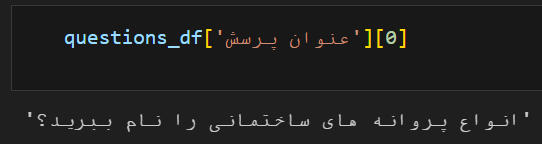 questions_df['عنوان پرسش'][0]
'انواع پروانه های ساختمانی را نام ببرید؟'